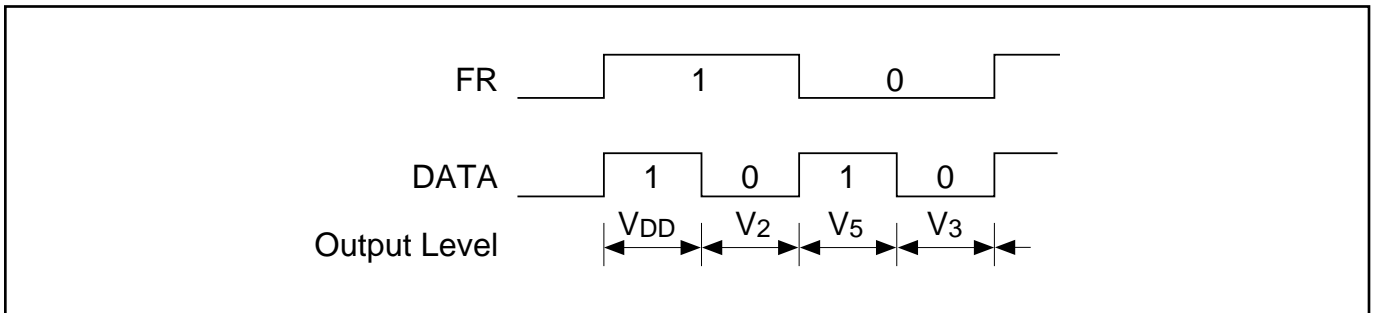 FR 1 0
DATA 1 0 1 0
Output Level VDD V2 V5 V3